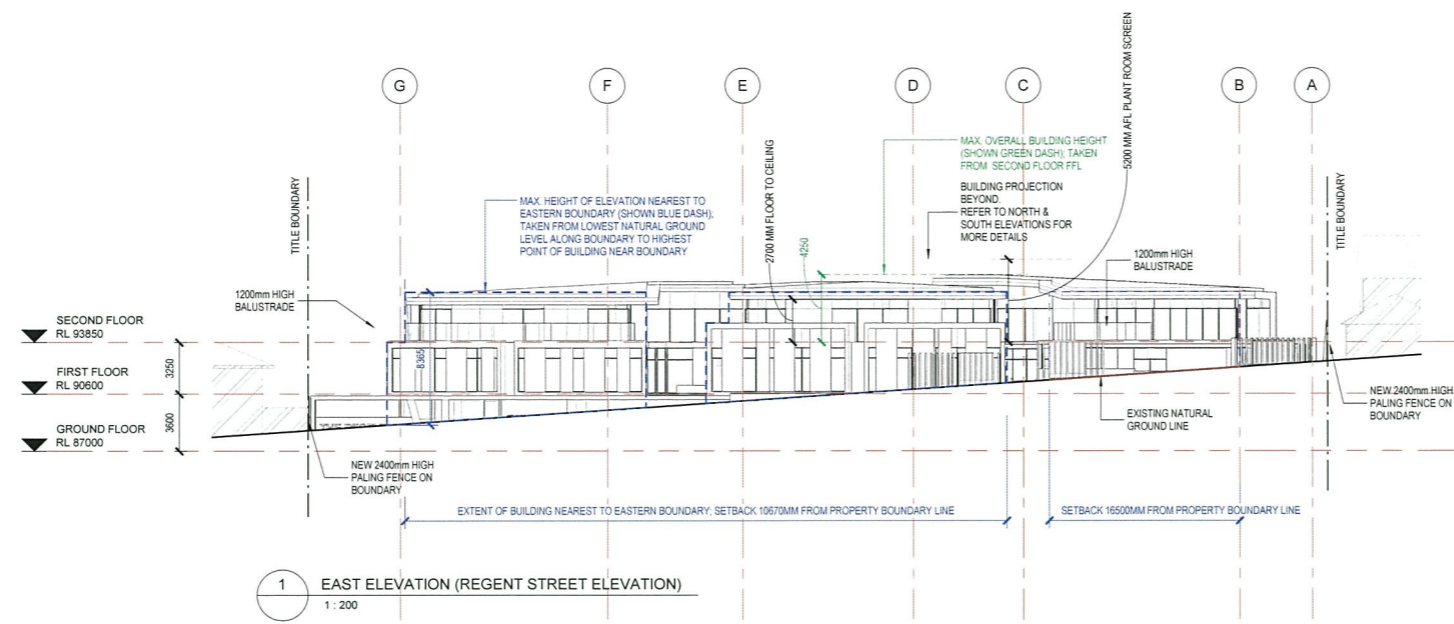 G
F
E
D
C
B
A
5200 MM AFL PLANT ROOM SCREEN
MAX. OVERALL BUILDING HEIGHT
(SHOWN GREEN DASH); TAKEN
FROM SECOND FLOOR FFL
BUILDING PROJECTION
BEYOND.
REFER TO NORTH &
SOUTH ELEVATIONS FOR
MORE DETAILS
2700 MM FLOOR TO CEILING
4250
TITLE BOUNDARY
MAX. HEIGHT OF ELEVATION NEAREST TO
EASTERN BOUNDARY (SHOWN BLUE DASH),
TAKEN FROM LOWEST NATURAL GROUND
LEVEL ALONG BOUNDARY TO HIGHEST
POINT OF BUILDING NEAR BOUNDARY
TITLE BOUNDARY
1200mm HIGH
BALUSTRADE
1200mm HIGH
BALUSTRADE
SECOND FLOOR
RL 93850
3250
8365
FIRST FLOOR
RL 90600
3600
GROUND FLOOR
RL 87000
NEW 2400mm HIGH
PALING FENCE ON
BOUNDARY
EXISTING NATURAL
GROUND LINE
NEW 2400mm HIGH
PALING FENCE ON
BOUNDARY
EXTENT OF BUILDING NEAREST TO EASTERN BOUNDARY; SETBACK 10670MM FROM PROPERTY BOUNDARY LINE
SETBACK 16500MM FROM PROPERTY BOUNDARY LINE
1
EAST ELEVATION (REGENT STREET ELEVATION)
1 : 200